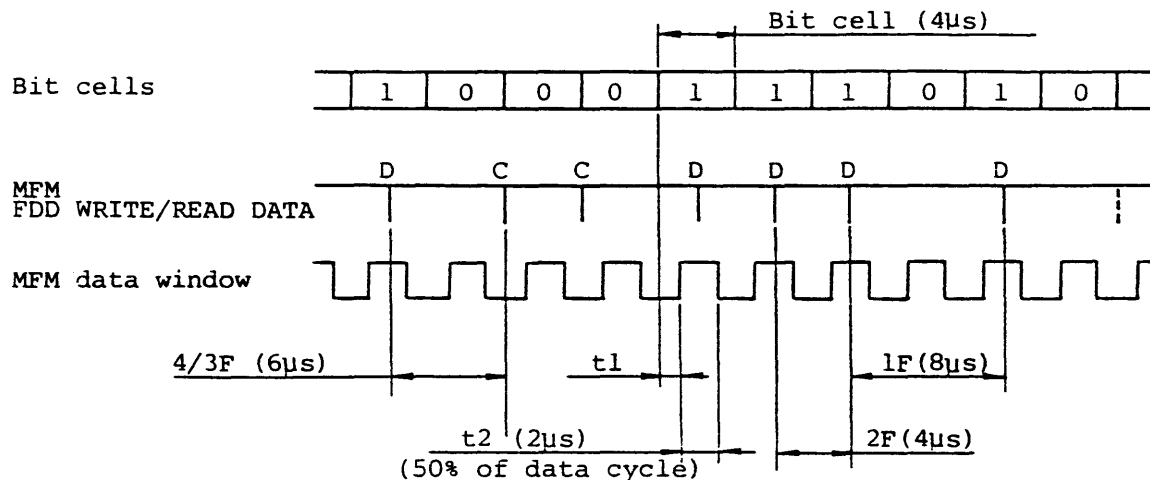 Bit cell (4μs)
Bit cells
1 0 0 0 1 1 1 0 1 0
D C C D D D D
MFM
FDD WRITE/READ DATA
MFM data window
4/3F (6μs) t1 1F(8μs)
t2 (2μs) 2F(4μs)
(50% of data cycle)